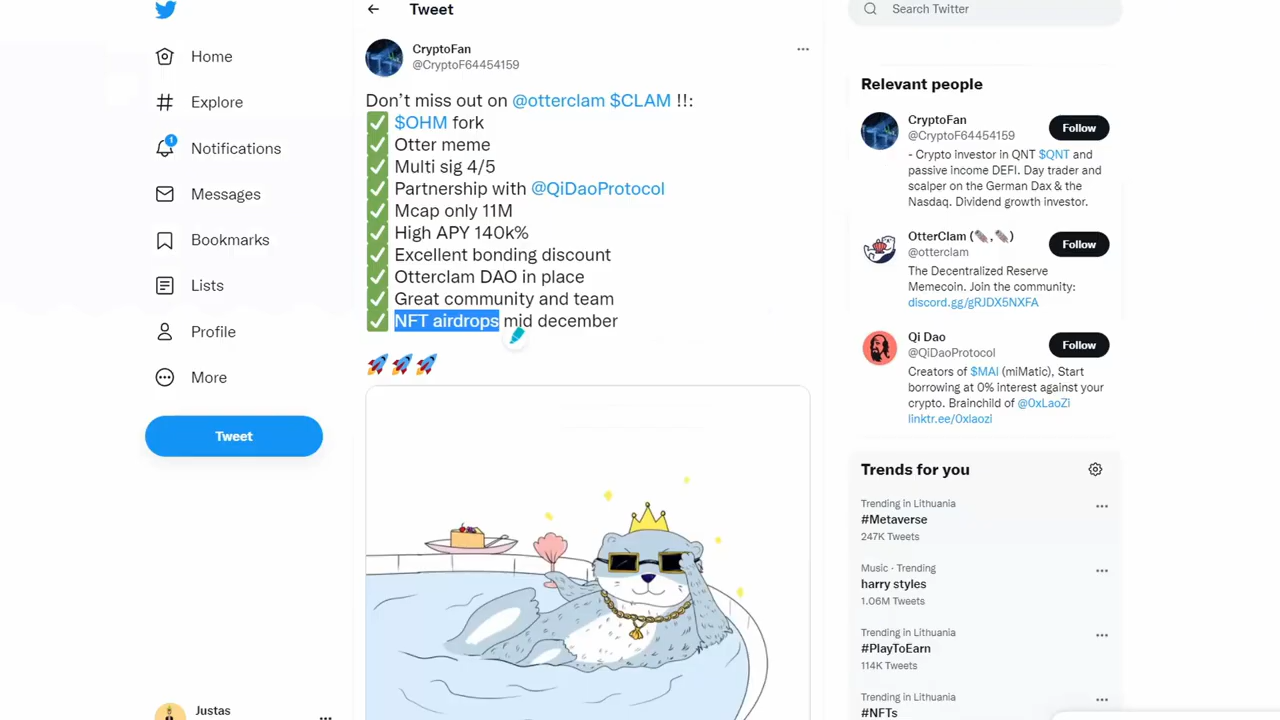 Tweet
Search Twitter
Home
Explore
1
Notifications
Messages
Bookmarks
Lists
Profile
More
Tweet
Justas
CryptoFan
@CryptoF64454159
Don’t miss out on @otterclam $CLAM !!:
✅ $OHM fork
✅ Otter meme
✅ Multi sig 4/5
✅ Partnership with @QiDaoProtocol
✅ Mcap only 11M
✅ High APY 140k%
✅ Excellent bonding discount
✅ Otterclam DAO in place
✅ Great community and team
✅ NFT airdrops mid december
🚀🚀🚀
Relevant people
CryptoFan
@CryptoF64454159
Follow
- Crypto investor in QNT $QNT and
passive income DEFI. Day trader and
scalper on the German Dax & the
Nasdaq. Dividend growth investor.
OtterClam (🥢,🥢)
@otterclam
Follow
The Decentralized Reserve
Memecoin. Join the community:
discord.gg/gRJDX5NXFA
Qi Dao
@QiDaoProtocol
Follow
Creators of $MAI (miMatic), Start
borrowing at 0% interest against your
crypto. Brainchild of @0xLaoZi
linktr.ee/0xlaozi
Trends for you
Trending in Lithuania
#Metaverse
247K Tweets
Music · Trending
harry styles
1.06M Tweets
Trending in Lithuania
#PlayToEarn
114K Tweets
Trending in Lithuania
#NFTs